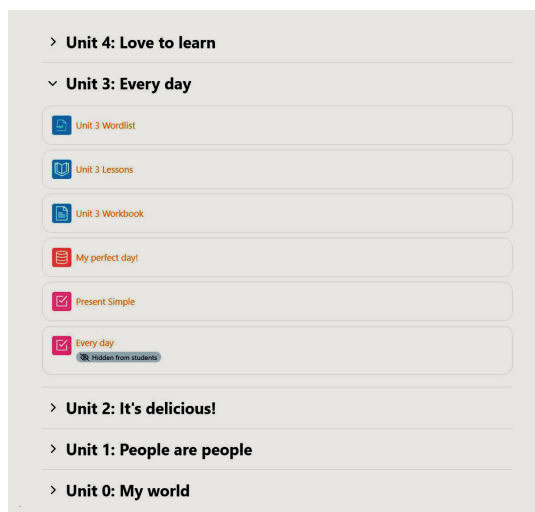 Unit 4: Love to learn
Unit 3: Every day
Unit 3 Wordlist
Unit 3 Lessons
Unit 3 Workbook
My perfect day!
Present Simple
Every day
Hidden from students
Unit 2: It's delicious!
Unit 1: People are people
Unit 0: My world